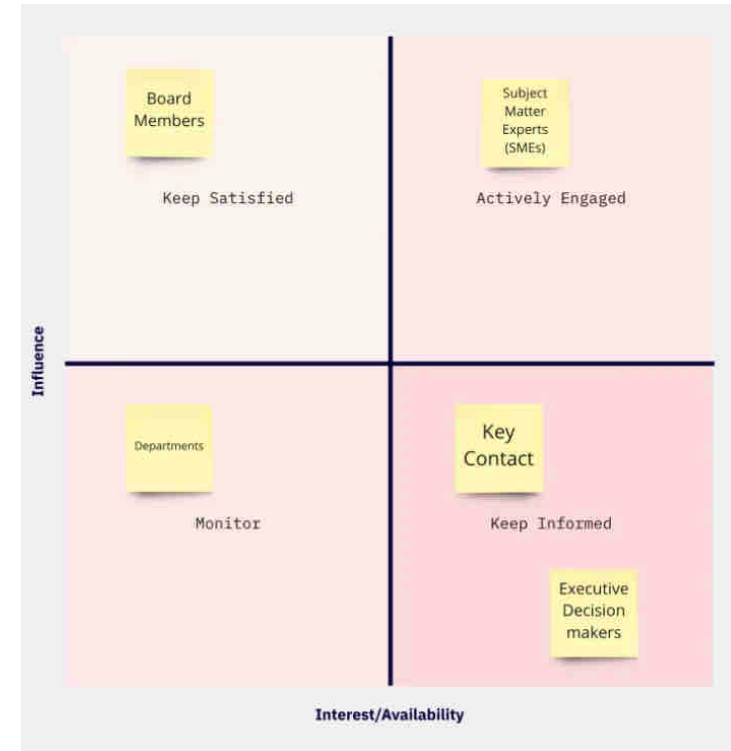 Board
Members
Subject
Matter
Experts
(SMEs)
Keep Satisfied
Actively Engaged
Influence
Departments
Key
Contact
Monitor
Keep Informed
Executive
Decision
makers
Interest/Availability